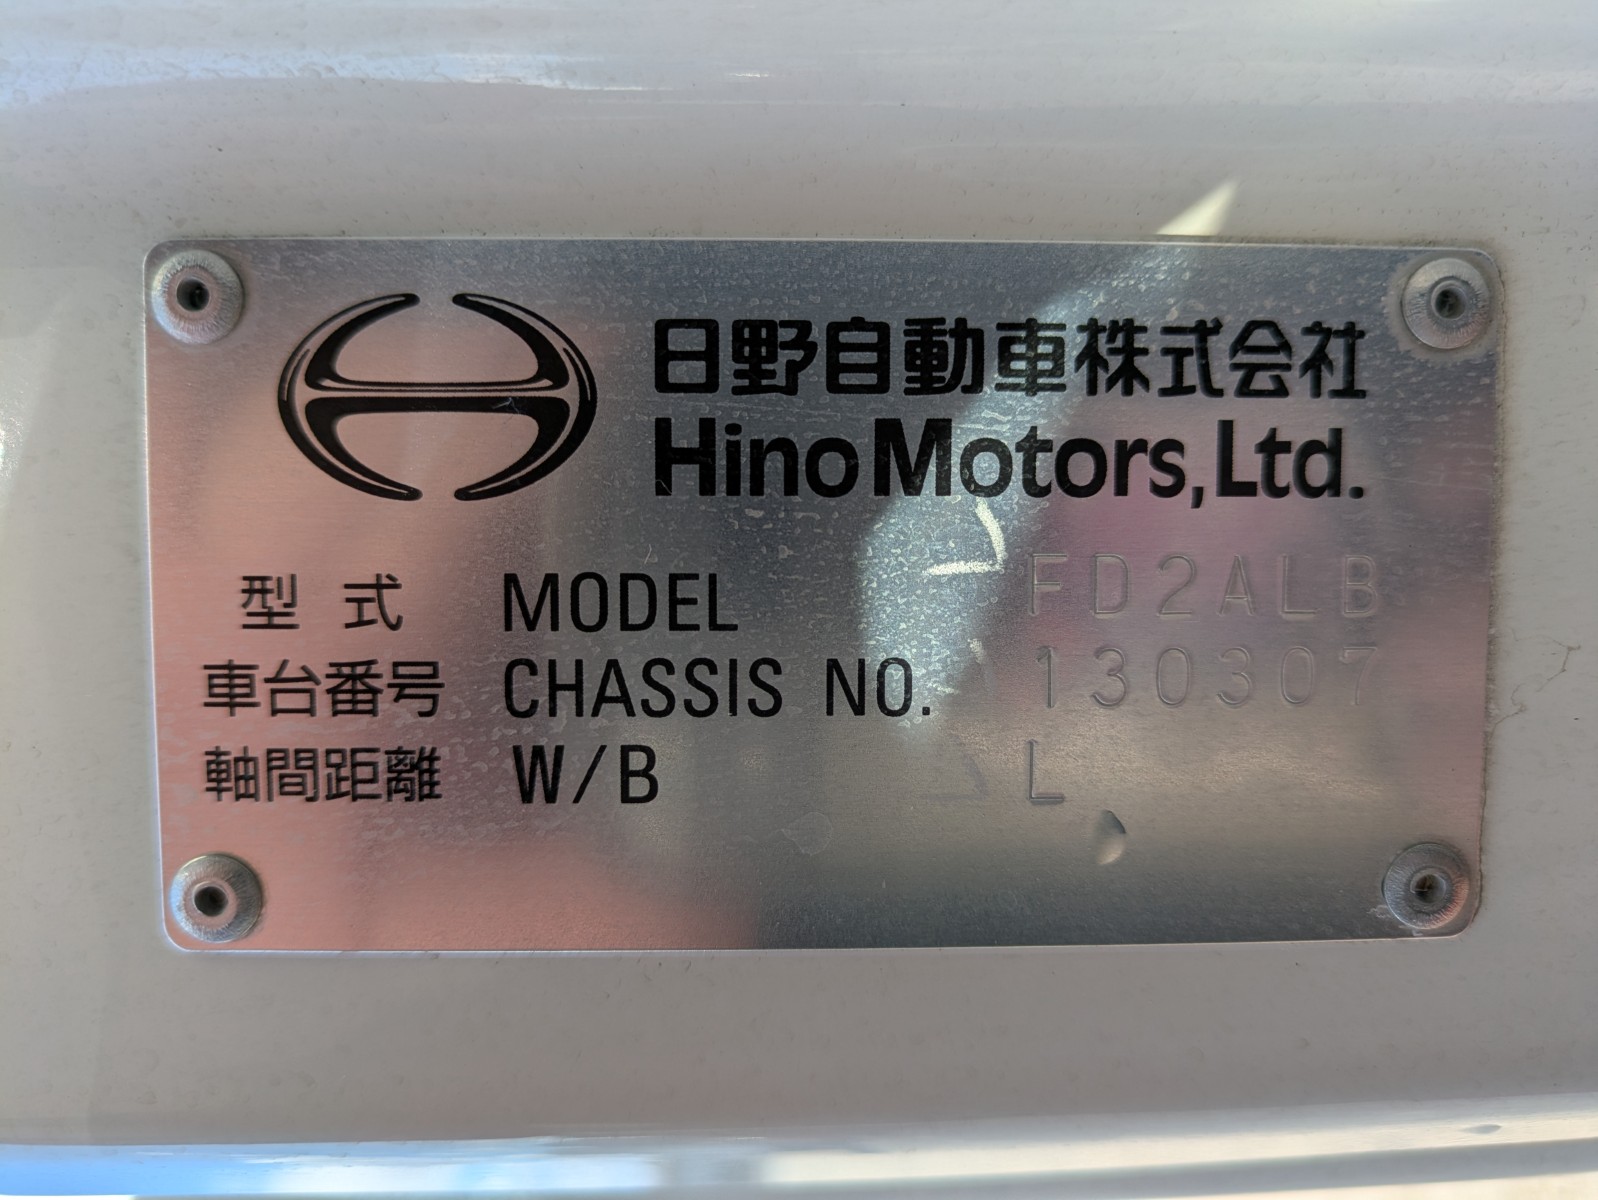 日野自動車株式会社
Hino Motors, Ltd.
型式 MODEL FD2ALB
車台番号 CHASSIS NO. 130307
軸間距離 W/B L